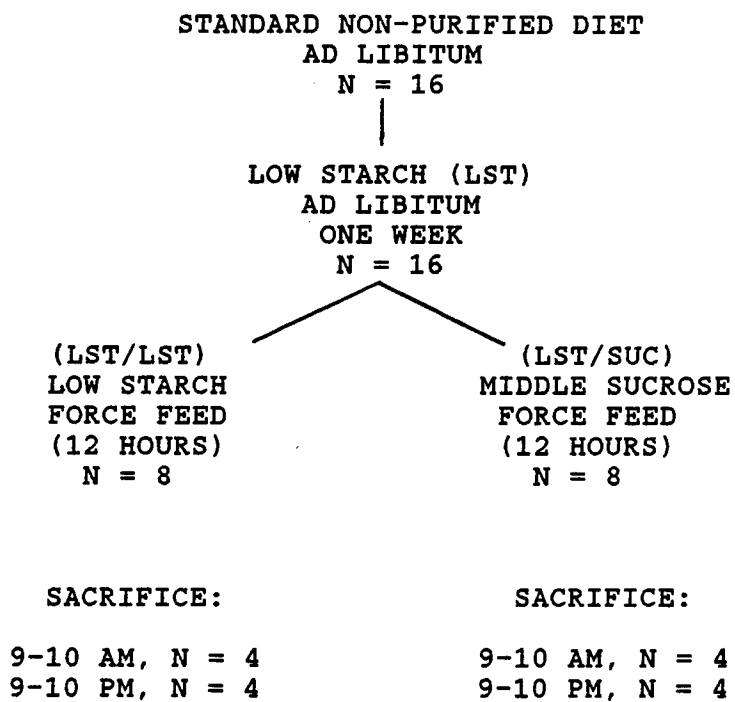 STANDARD NON-PURIFIED DIET
AD LIBITUM
N = 16
LOW STARCH (LST)
AD LIBITUM
ONE WEEK
N = 16
(LST/LST)
LOW STARCH
FORCE FEED
(12 HOURS)
N = 8
(LST/SUC)
MIDDLE SUCROSE
FORCE FEED
(12 HOURS)
N = 8
SACRIFICE:
9-10 AM, N = 4
9-10 PM, N = 4
SACRIFICE:
9-10 AM, N = 4
9-10 PM, N = 4